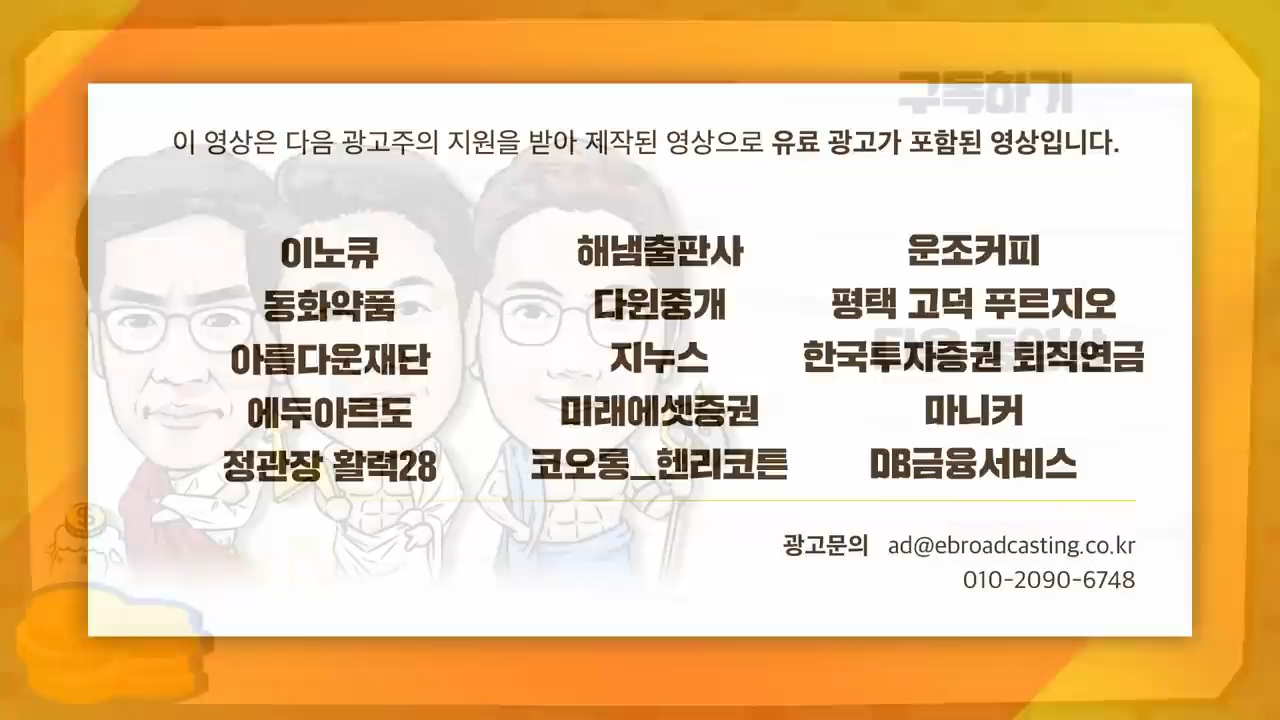 구독하기
이 영상은 다음 광고주의 지원을 받아 제작된 영상으로 유료 광고가 포함된 영상입니다.
이노큐 해냄출판사 운조커피
동화약품 다윈중개 평택 고덕 푸르지오
아름다운재단 지누스 한국투자증권 퇴직연금
에듀아르도 미래에셋증권 마니커
정관장 활력28 코오롱_헨리코튼 DB금융서비스
광고문의 ad@ebroadcasting.co.kr
010-2090-6748